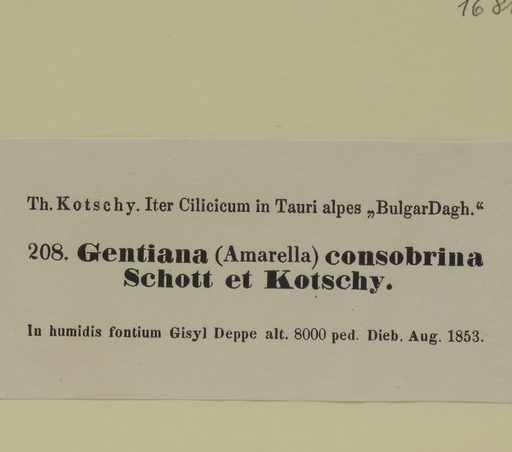 Th. Kotschy. Iter Cilicicum in Tauri alpes „BulgarDagh.“
208. Gentiana (Amarella) consobrina
Schott et Kotschy.
In humidis fontium Gisyl Deppe alt. 8000 ped. Dieb. Aug. 1853.